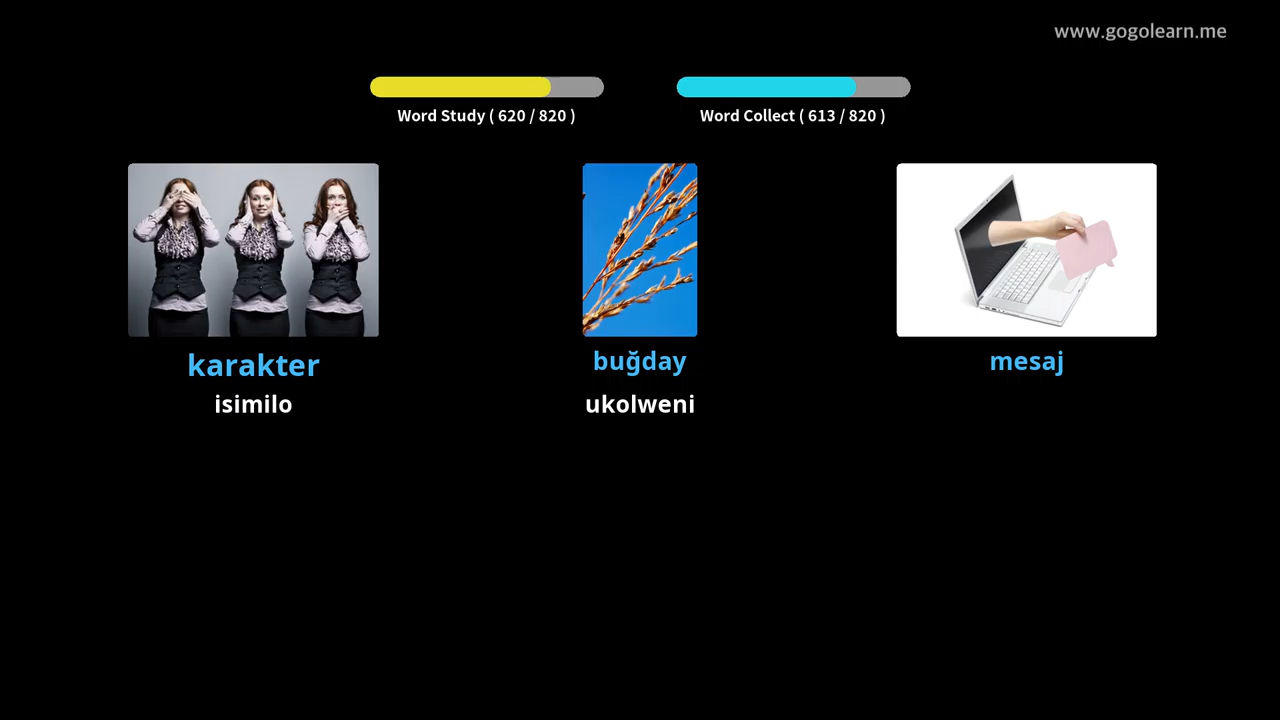 www.gogolearn.me
Word Study ( 620 / 820 )
Word Collect ( 613 / 820 )
karakter
buğday
mesaj
isimilo
ukolweni